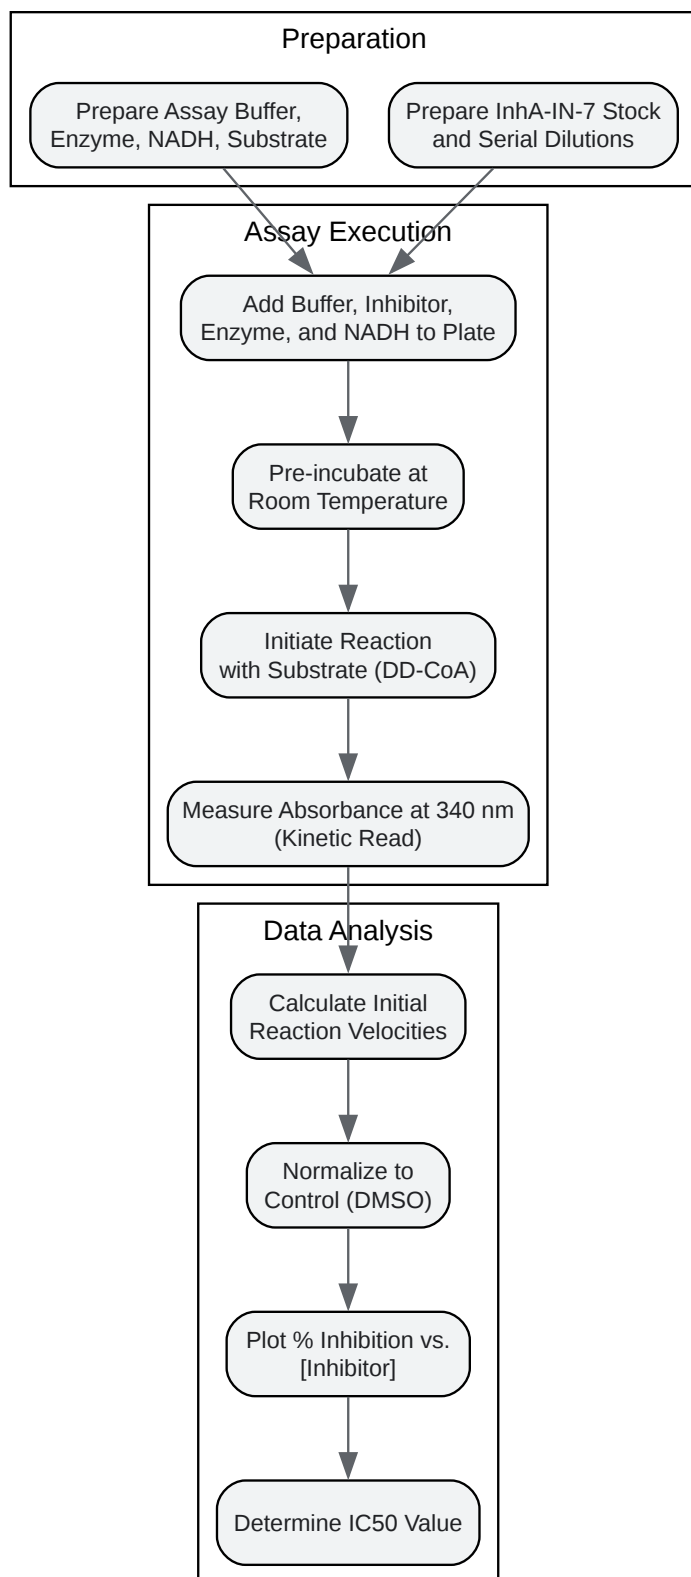 Preparation
Prepare Assay Buffer,
Enzyme, NADH, Substrate
Prepare InhA-IN-7 Stock
and Serial Dilutions
Assay Execution
Add Buffer, Inhibitor,
Enzyme, and NADH to Plate
Pre-incubate at
Room Temperature
Initiate Reaction
with Substrate (DD-CoA)
Measure Absorbance at 340 nm
(Kinetic Read)
Data Analysis
Calculate Initial
Reaction Velocities
Normalize to
Control (DMSO)
Plot % Inhibition vs.
[Inhibitor]
Determine IC50 Value